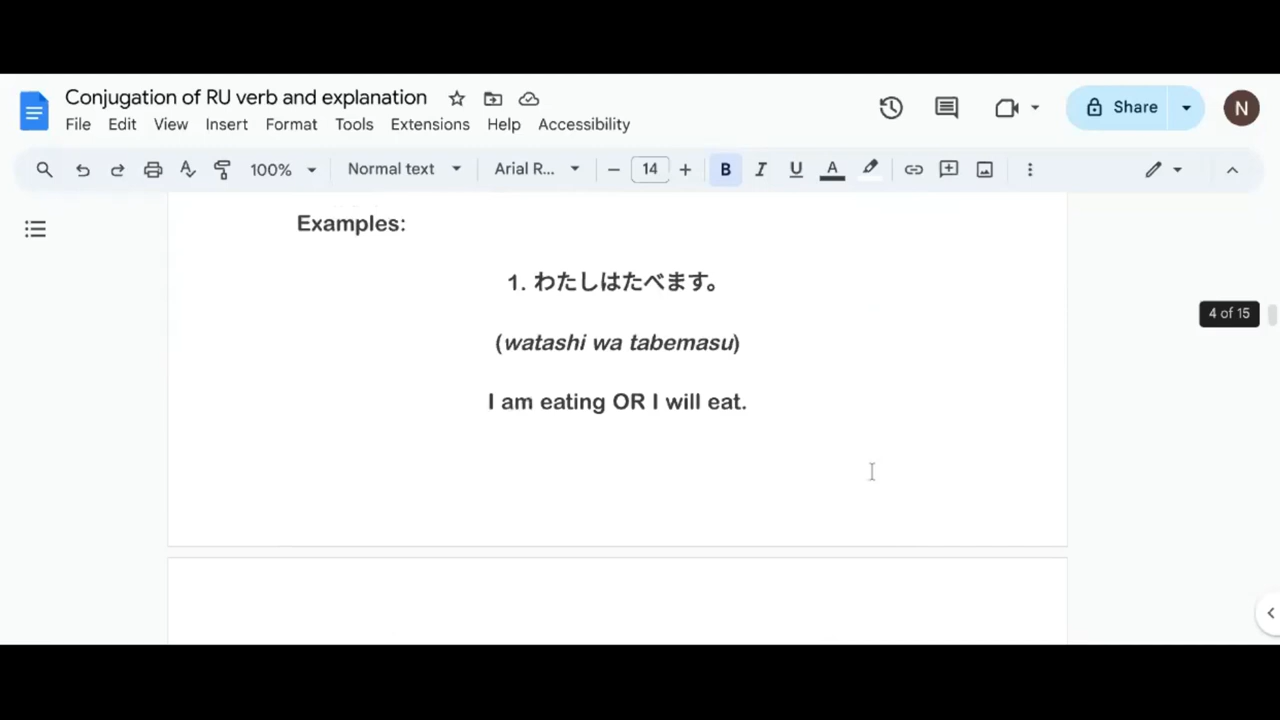 Conjugation of RU verb and explanation
File Edit View Insert Format Tools Extensions Help Accessibility
Share
N
100% Normal text Arial R... 14 B I U A
Examples:
1. わたしはたべます。
(watashi wa tabemasu)
I am eating OR I will eat.
4 of 15